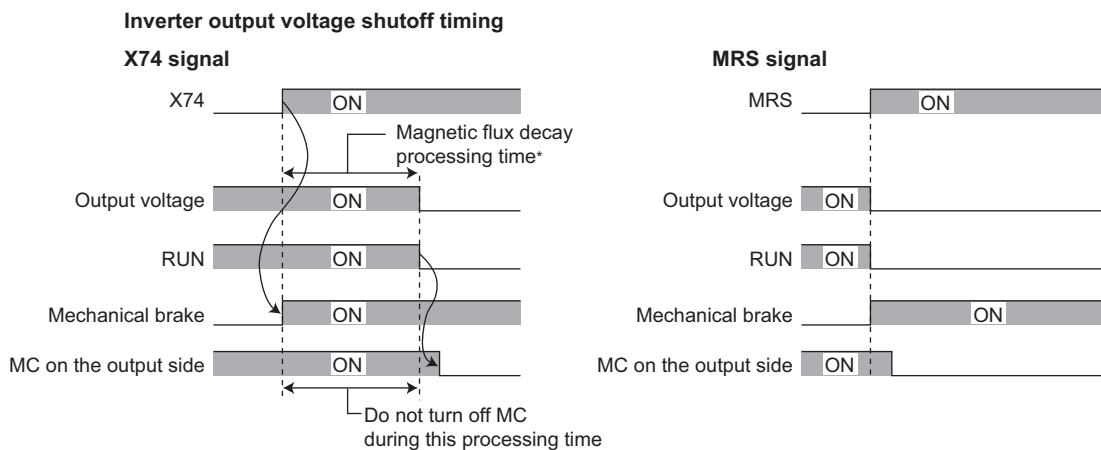 Inverter output voltage shutoff timing
X74 signal
X74
ON
Magnetic flux decay
processing time*
Output voltage
ON
RUN
ON
Mechanical brake
ON
MC on the output side
ON
Do not turn off MC
during this processing time
MRS signal
MRS
ON
Output voltage
ON
RUN
ON
Mechanical brake
ON
MC on the output side
ON